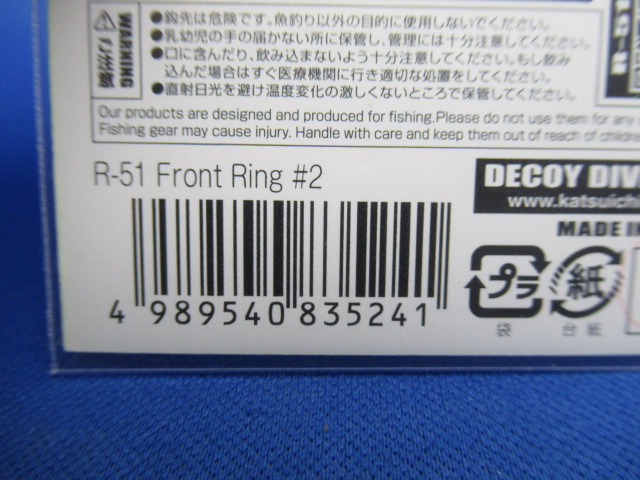 ●鈎先は危険です。魚釣り以外の目的に使用しないでください。
●乳幼児の手の届かない所に保管し、管理には十分注意してください。
●口に含んだり、飲み込まないよう十分注意してください。もし飲み
込んだ場合はすぐ医療機関に行き適切な処置をしてください。
●直射日光を避け温度変化の激しくないところで保管してください。
WARNING
ご注意
Our products are designed and produced for fishing.Please do not use them for any
Fishing gear may cause injury. Handle with care and keep them out of reach of
R-51 Front Ring #2
DECOY DIV
www.katsuichi
MADE IN
4 989540 835241
プラ
袋
紙
台紙